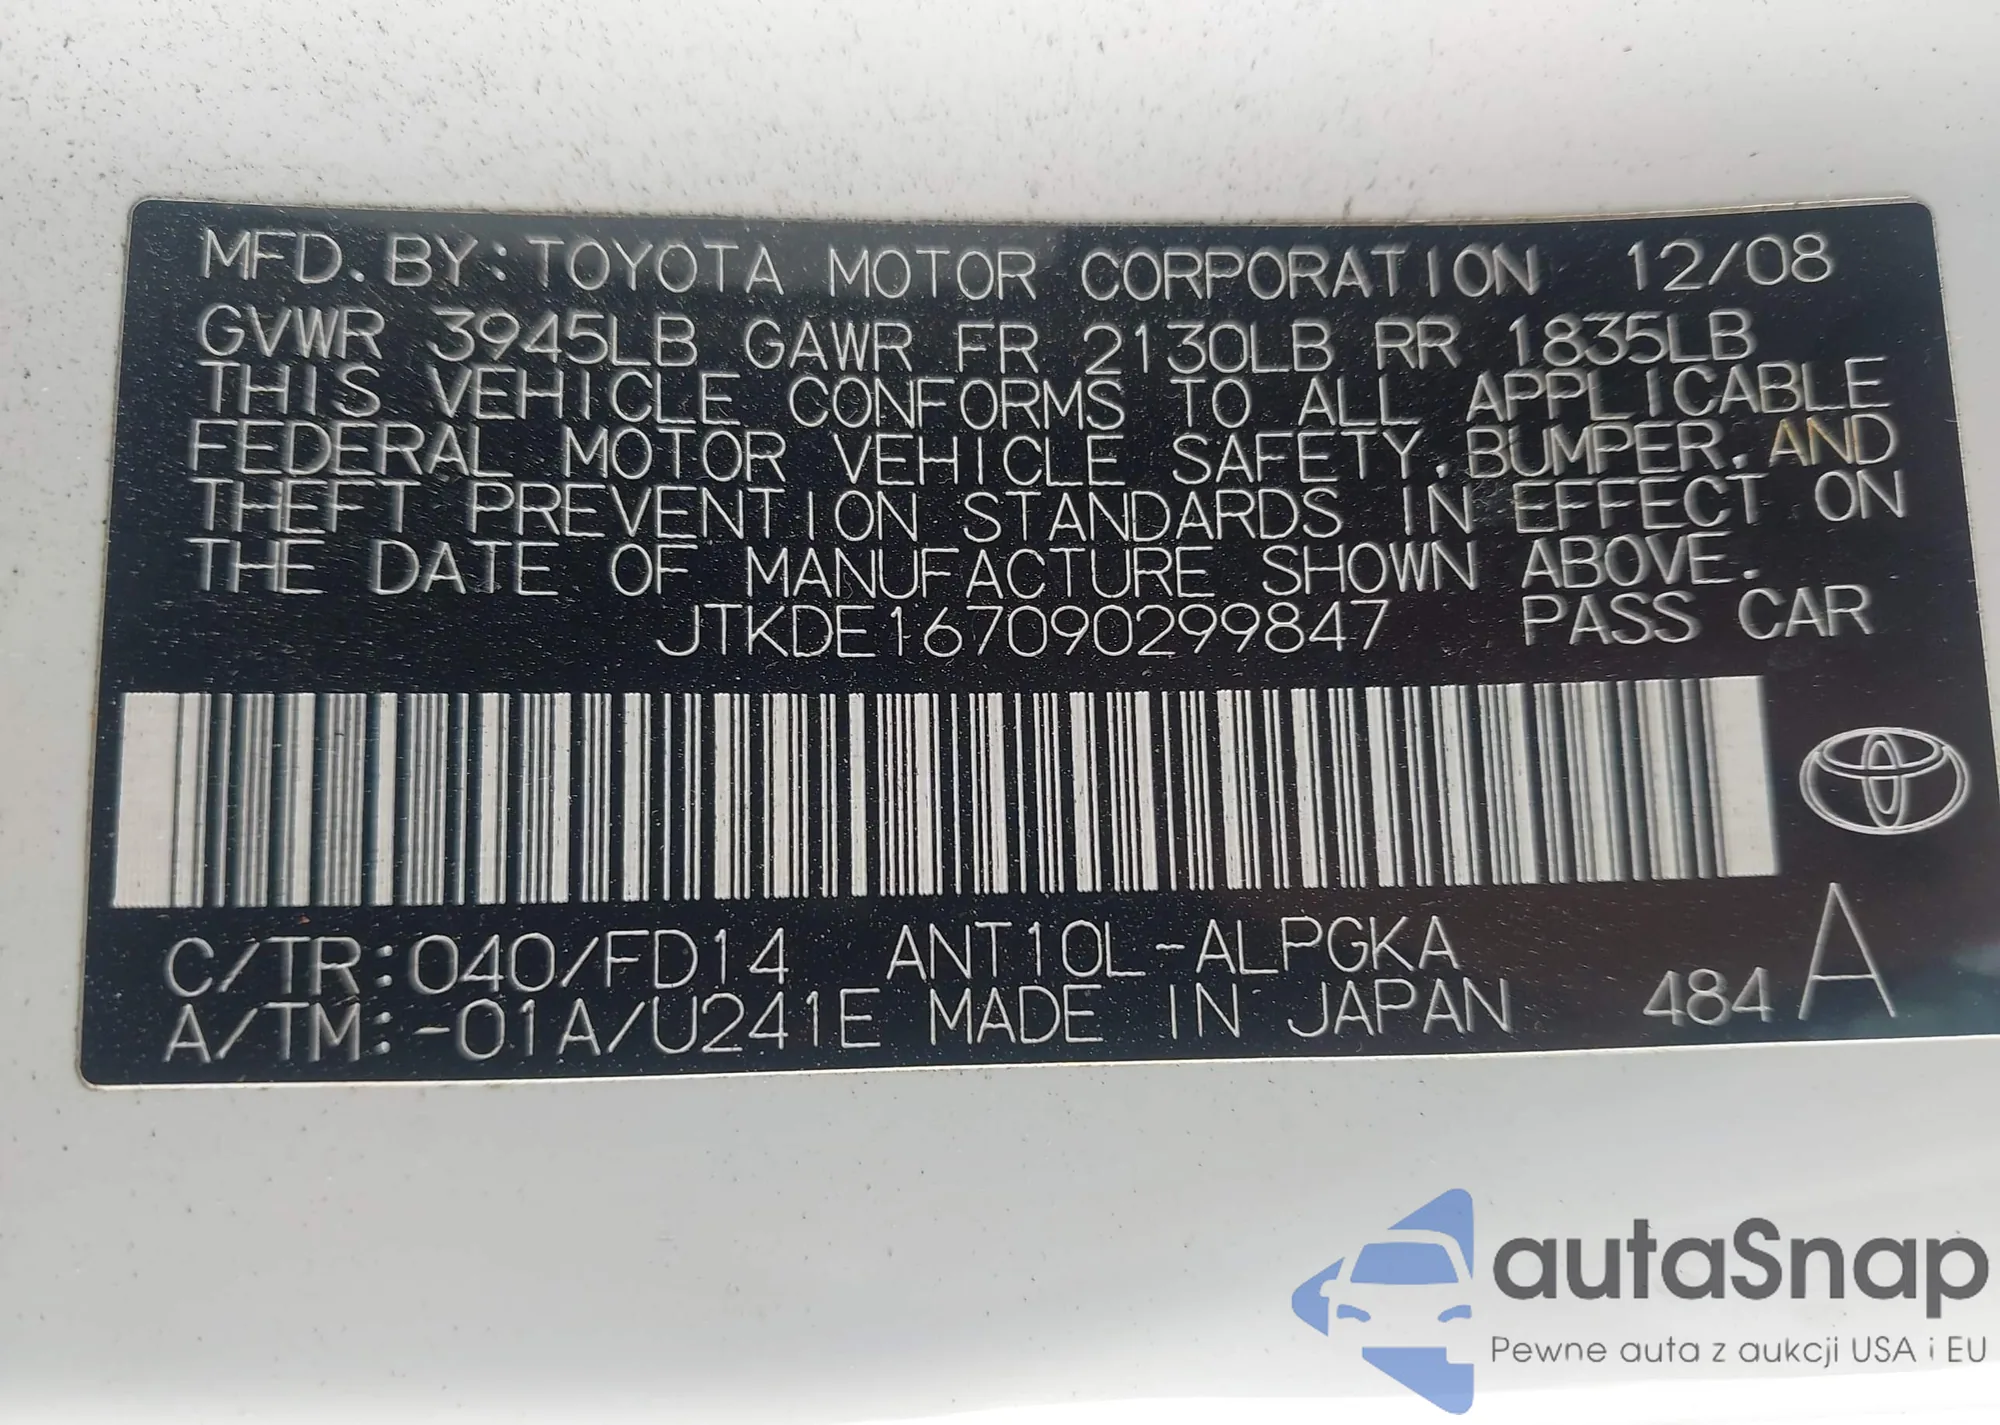 MFD. BY: TOYOTA MOTOR CORPORATION 12/08
GVWR 3945LB GAWR FR 2130LB RR 1835LB
THIS VEHICLE CONFORMS TO ALL APPLICABLE
FEDERAL MOTOR VEHICLE SAFETY, BUMPER, AND
THEFT PREVENTION STANDARDS IN EFFECT ON
THE DATE OF MANUFACTURE SHOWN ABOVE.
JTKDE167090299847 PASS CAR
C/TR:040/FD14 ANT10L-ALPGKA
A/TM:-01A/U241E MADE IN JAPAN 484 A
autaSnap
Pewne auta z aukcji USA i EU